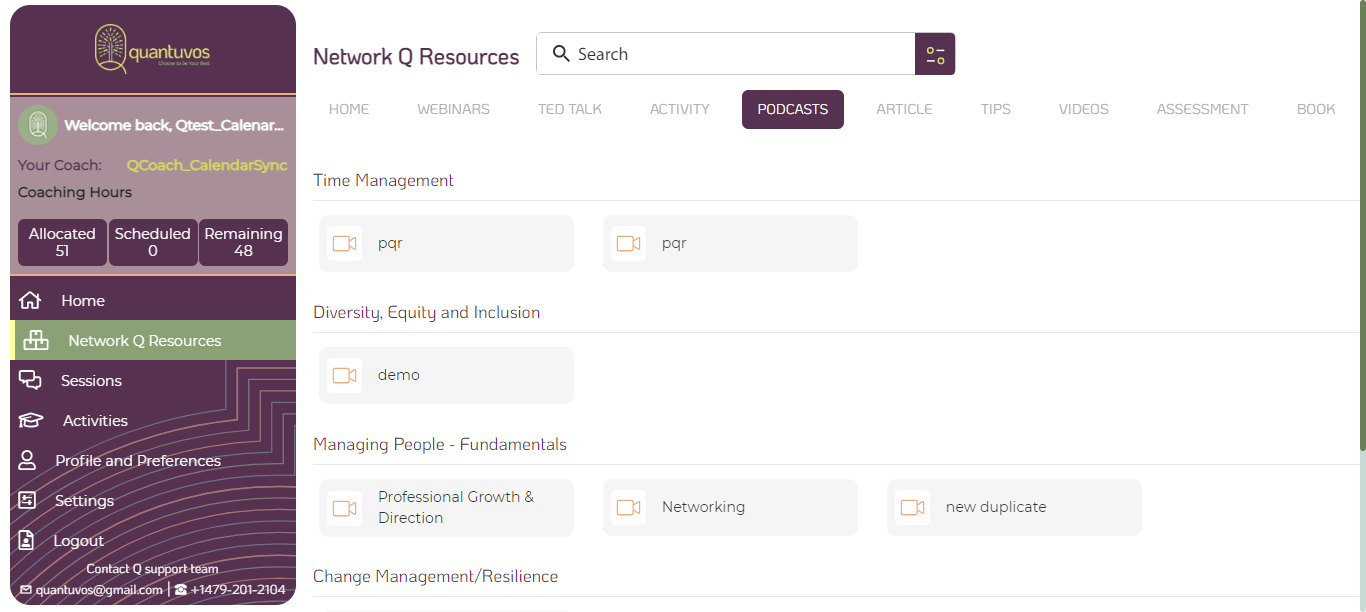 quantuvos
Choose to be Your Best
Welcome back, Qtest_Calenar...
Your Coach: QCoach_CalendarSync
Coaching Hours
Allocated
51
Scheduled
0
Remaining
48
Home
Network Q Resources
Sessions
Activities
Profile and Preferences
Settings
Logout
Contact Q support team
quantuvos@gmail.com | +1479-201-2104
Network Q Resources
Search
HOME WEBINARS TED TALK ACTIVITY PODCASTS ARTICLE TIPS VIDEOS ASSESSMENT BOOK
Time Management
pqr
pqr
Diversity, Equity and Inclusion
demo
Managing People - Fundamentals
Professional Growth &
Direction
Networking
new duplicate
Change Management/Resilience